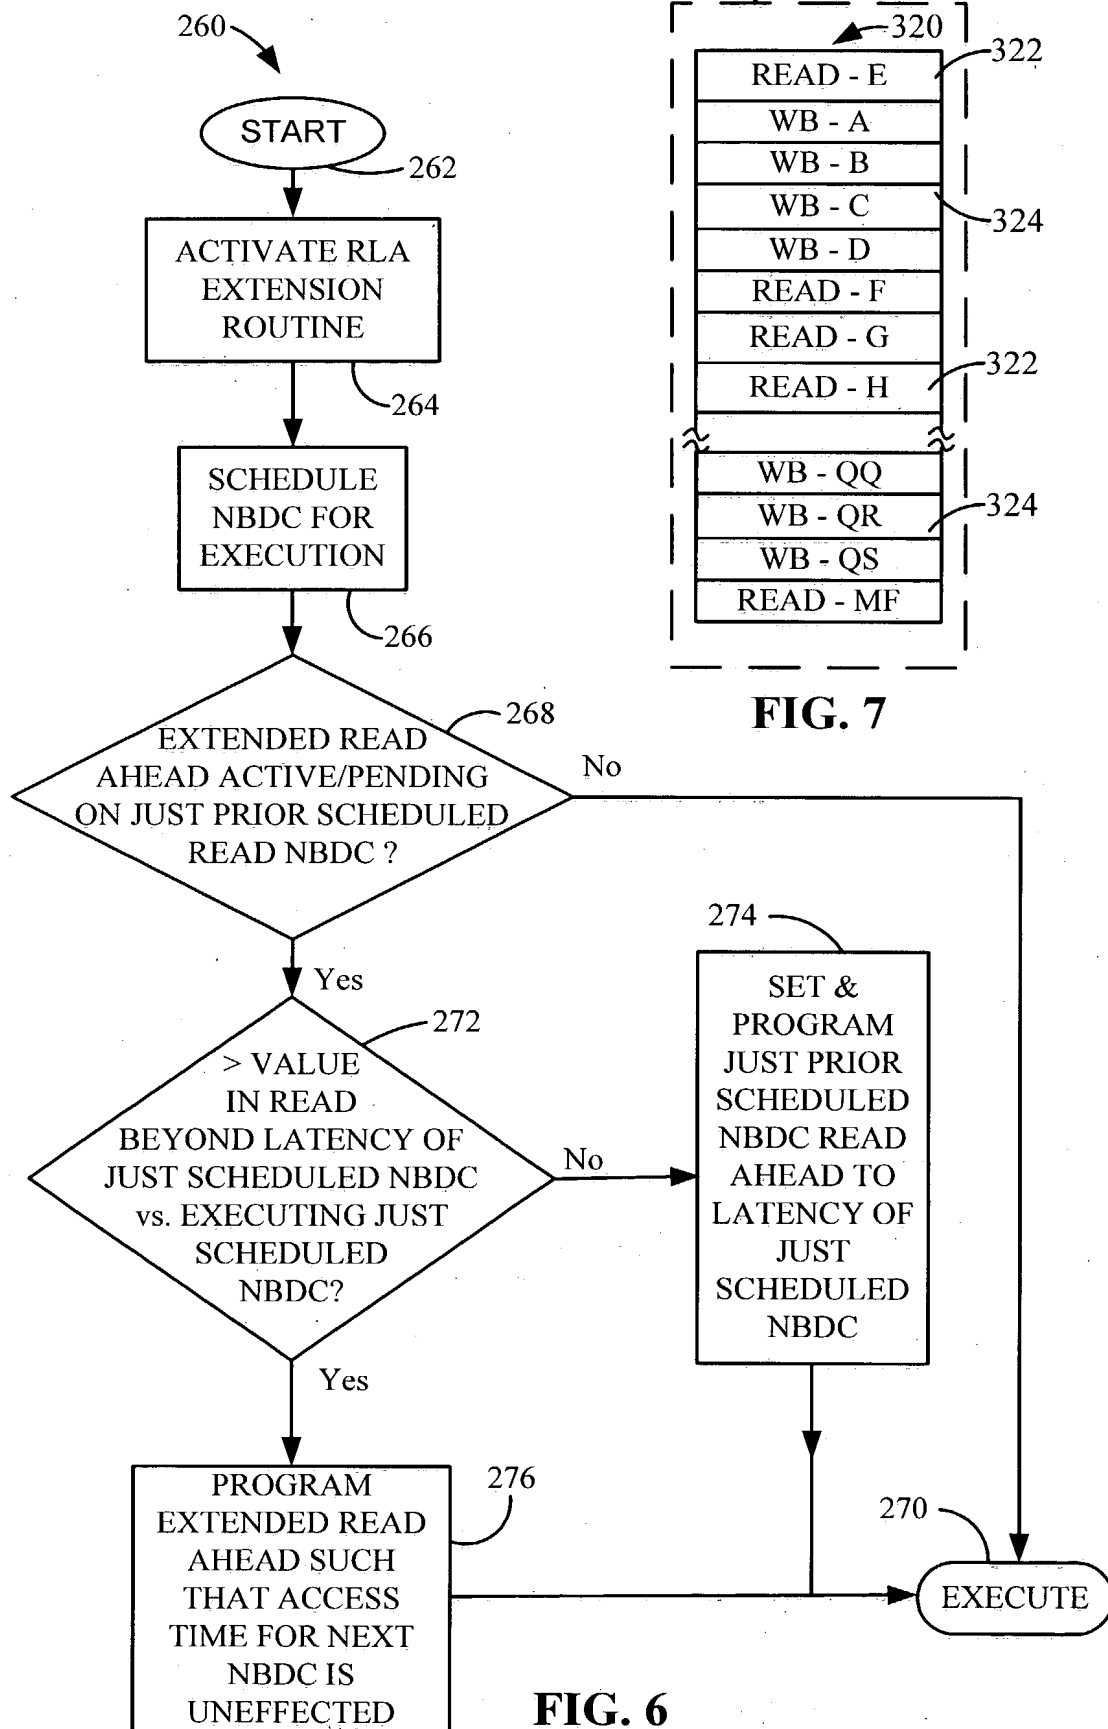 260
START
262
ACTIVATE RLA
EXTENSION
ROUTINE
264
SCHEDULE
NBDC FOR
EXECUTION
266
EXTENDED READ
AHEAD ACTIVE/PENDING
ON JUST PRIOR SCHEDULED
READ NBDC ?
268
No
Yes
> VALUE
IN READ
BEYOND LATENCY OF
JUST SCHEDULED NBDC
vs. EXECUTING JUST
SCHEDULED
NBDC?
272
No
Yes
274
SET &
PROGRAM
JUST PRIOR
SCHEDULED
NBDC READ
AHEAD TO
LATENCY OF
JUST
SCHEDULED
NBDC
PROGRAM
EXTENDED READ
AHEAD SUCH
THAT ACCESS
TIME FOR NEXT
NBDC IS
UNEFFECTED
276
270
EXECUTE
FIG. 6
320
READ - E
322
WB - A
WB - B
WB - C
324
WB - D
READ - F
READ - G
READ - H
322
WB - QQ
WB - QR
324
WB - QS
READ - MF
FIG. 7